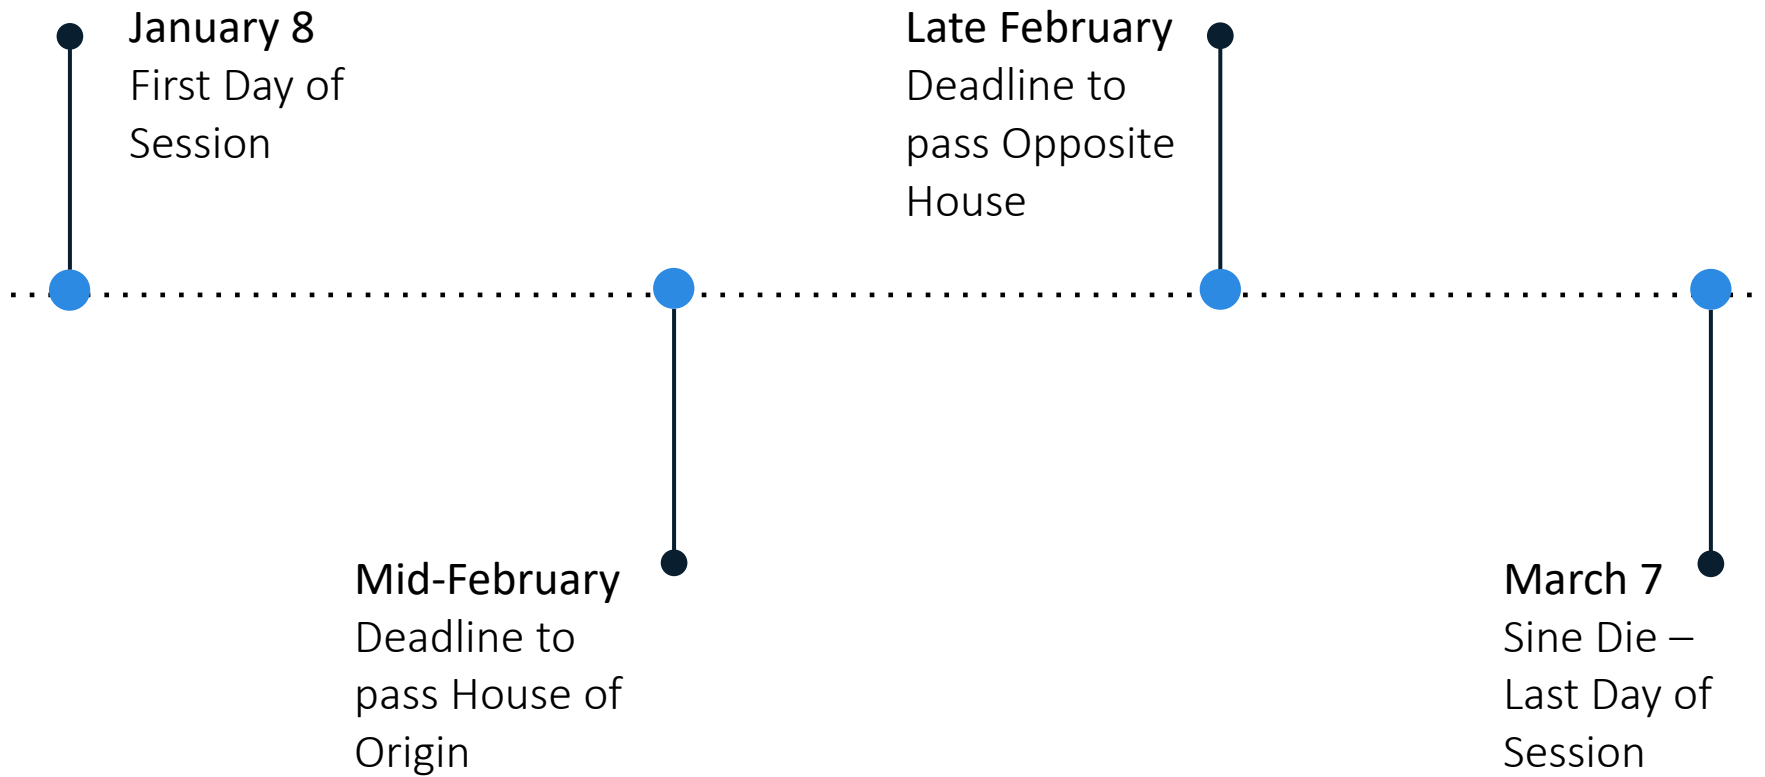 January 8
First Day of
Session
Mid-February
Deadline to
pass House of
Origin
Late February
Deadline to
pass Opposite
House
March 7
Sine Die –
Last Day of
Session